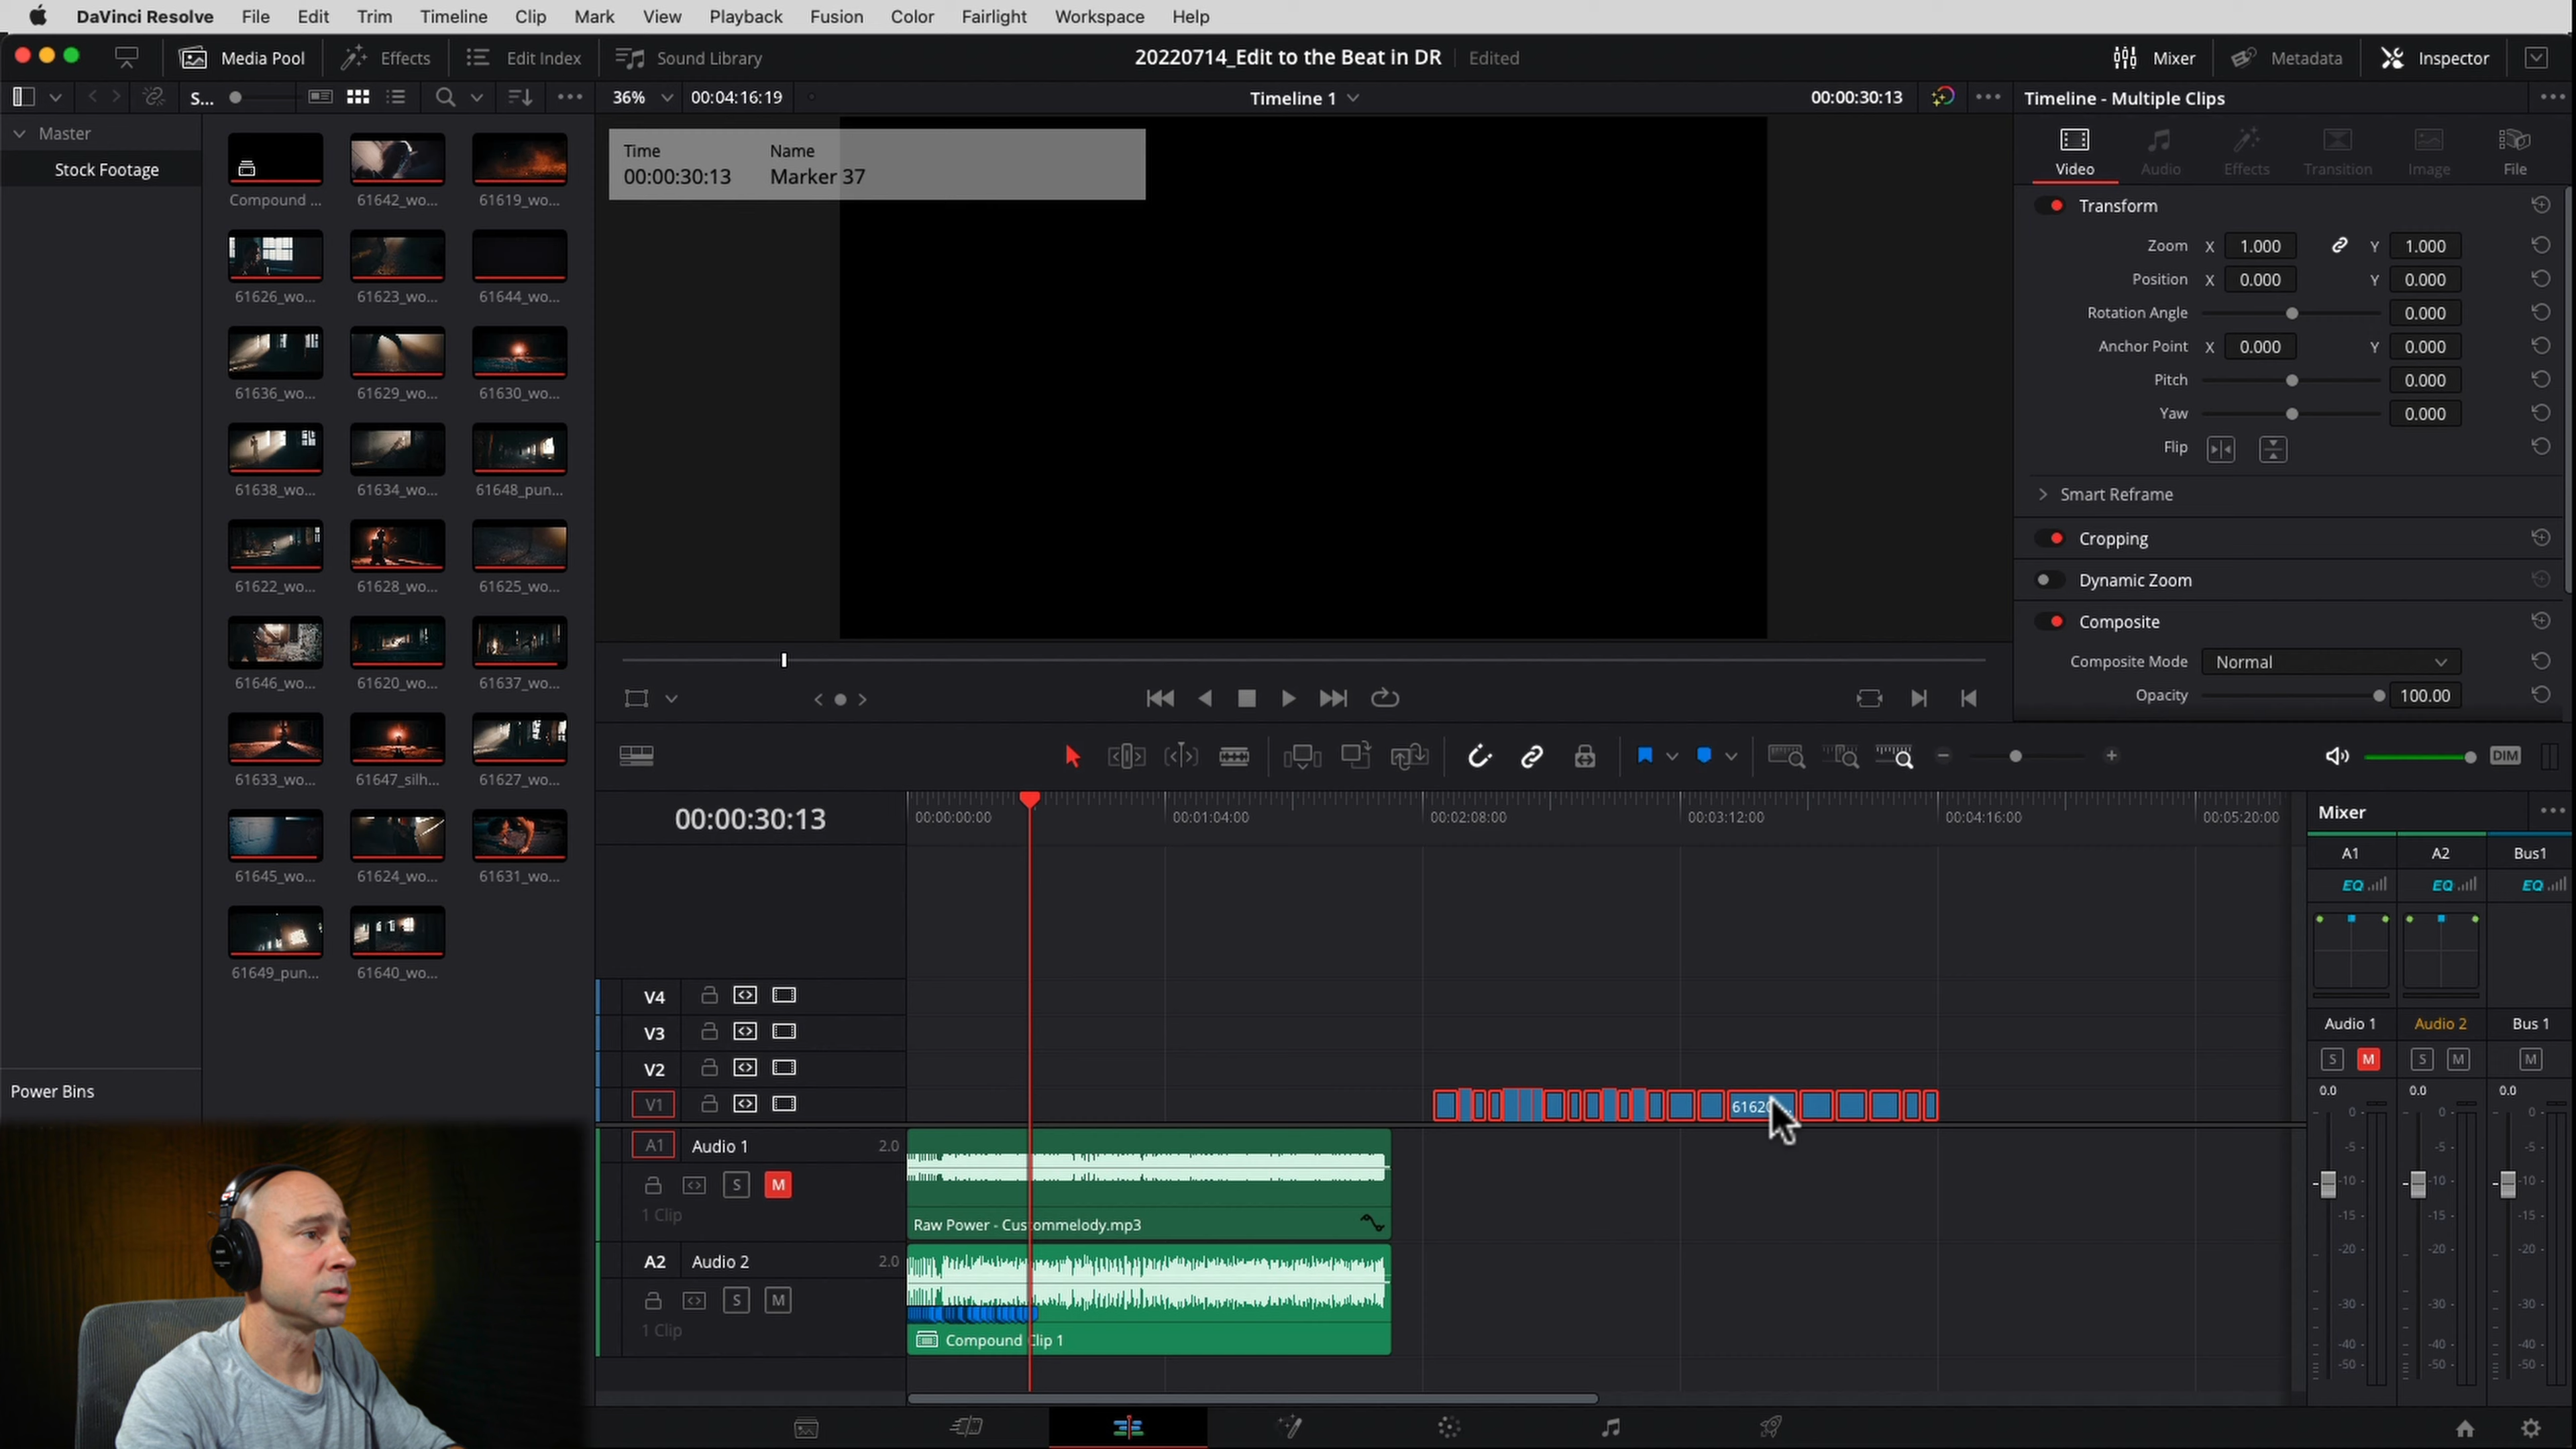 DaVinci Resolve File Edit Trim Timeline Clip Mark View Playback Fusion Color Fairlight Workspace Help
Media Pool Effects Edit Index Sound Library 20220714_Edit to the Beat in DR Edited Mixer Metadata Inspector
S... 36% 00:04:16:19 Timeline 1 00:00:30:13 Timeline - Multiple Clips
Master
Stock Footage
Compound ... 61642_wo... 61619_wo...
61626_wo... 61623_wo... 61644_wo...
61636_wo... 61629_wo... 61630_wo...
61638_wo... 61634_wo... 61648_pun...
61622_wo... 61628_wo... 61625_wo...
61646_wo... 61620_wo... 61637_wo...
61633_wo... 61647_silh... 61627_wo...
61645_wo... 61624_wo... 61631_wo...
61649_pun... 61640_wo...
Power Bins
Time Name
00:00:30:13 Marker 37
Video Audio Effects Transition Image File
Transform
Zoom X 1.000 Y 1.000
Position X 0.000 Y 0.000
Rotation Angle 0.000
Anchor Point X 0.000 Y 0.000
Pitch 0.000
Yaw 0.000
Flip
Smart Reframe
Cropping
Dynamic Zoom
Composite
Composite Mode Normal
Opacity 100.00
DIM
00:00:30:13
00:00:00:00 00:01:04:00 00:02:08:00 00:03:12:00 00:04:16:00 00:05:20:00
V4
V3
V2
V1
6162
A1 Audio 1 2.0
S M
1 Clip
Raw Power - Custommelody.mp3
A2 Audio 2 2.0
S M
1 Clip
Compound Clip 1
Mixer
A1 A2 Bus1
EQ EQ EQ
Audio 1 Audio 2 Bus 1
S M S M M
0.0 0.0 0.0
0 0 0
-5 -5 -5
-10 -10 -10
-15 -15 -15
-20 -20 -20
-30 -30 -30
-40 -40 -40
-50 -50 -50